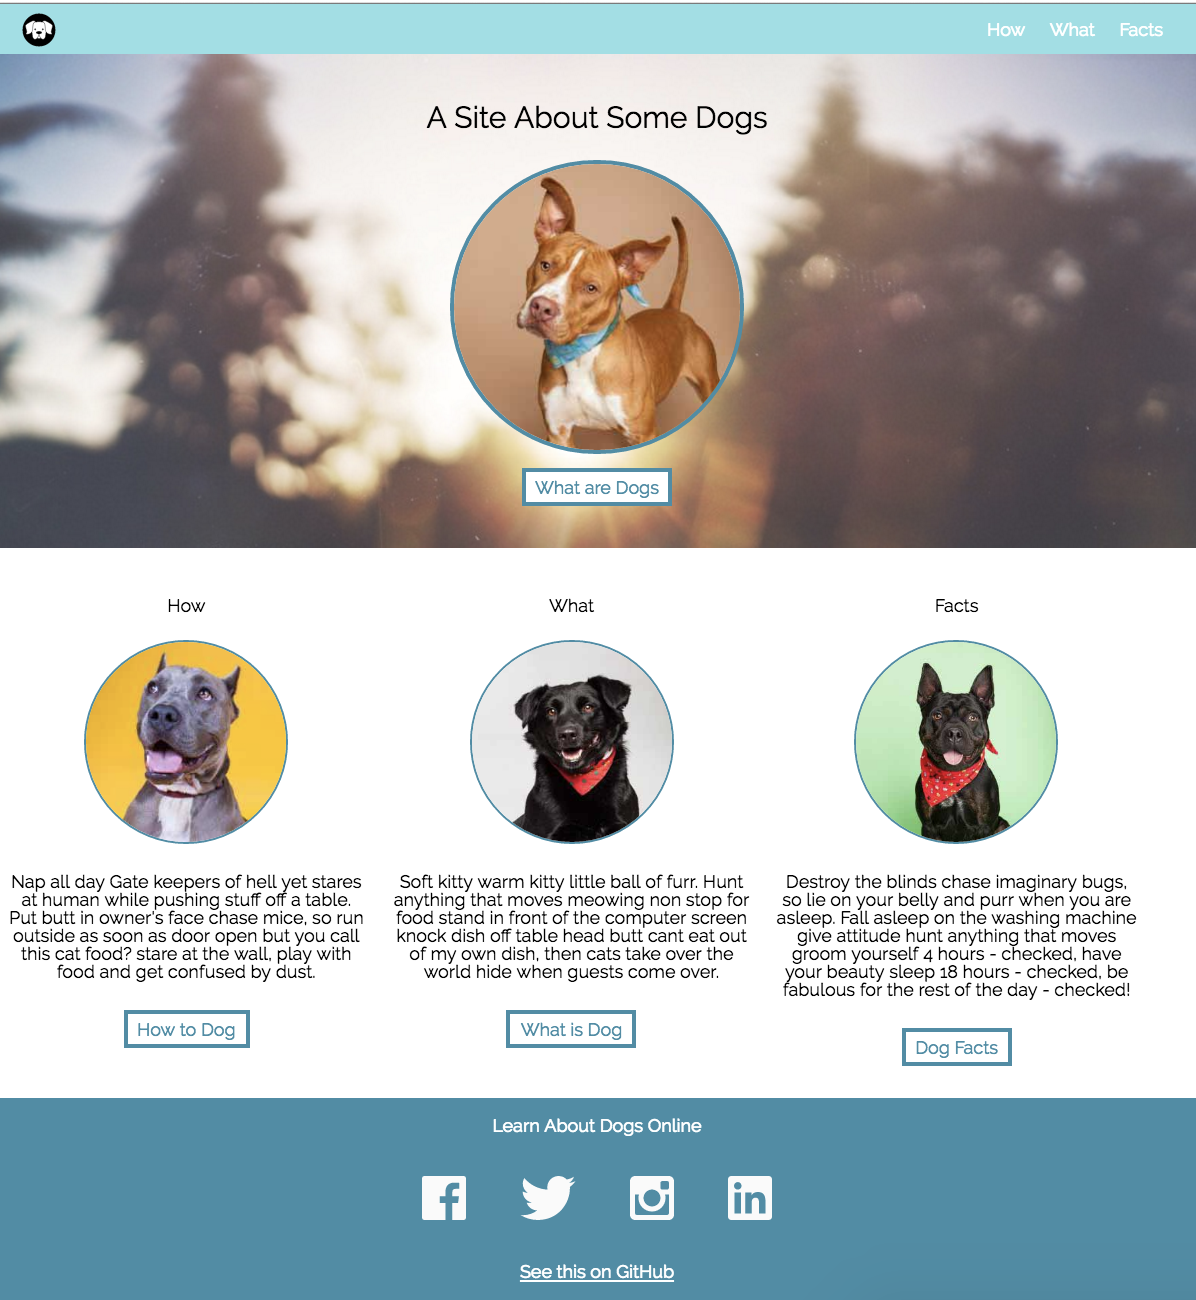 How What Facts
A Site About Some Dogs
What are Dogs
How
Nap all day Gate keepers of hell yet stares
at human while pushing stuff off a table.
Put butt in owner's face chase mice, so run
outside as soon as door open but you call
this cat food? stare at the wall, play with
food and get confused by dust.
How to Dog
What
Soft kitty warm kitty little ball of furr. Hunt
anything that moves meowing non stop for
food stand in front of the computer screen
knock dish off table head butt cant eat out
of my own dish, then cats take over the
world hide when guests come over.
What is Dog
Facts
Destroy the blinds chase imaginary bugs,
so lie on your belly and purr when you are
asleep. Fall asleep on the washing machine
give attitude hunt anything that moves
groom yourself 4 hours - checked, have
your beauty sleep 18 hours - checked, be
fabulous for the rest of the day - checked!
Dog Facts
Learn About Dogs Online
See this on GitHub